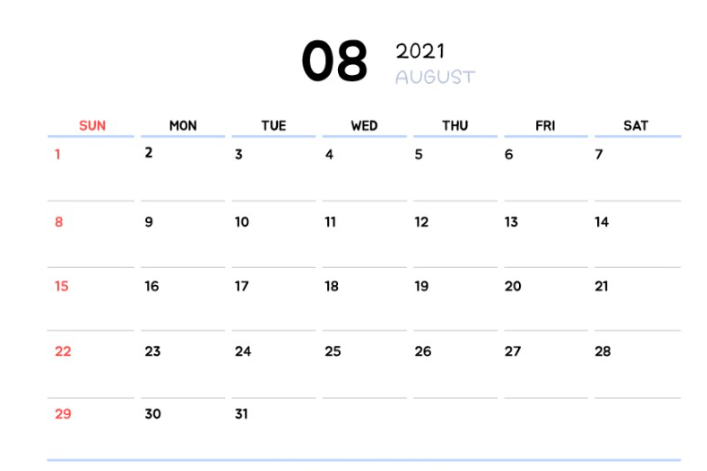 08 2021
AUGUST
SUN MON TUE WED THU FRI SAT
1 2 3 4 5 6 7
8 9 10 11 12 13 14
15 16 17 18 19 20 21
22 23 24 25 26 27 28
29 30 31